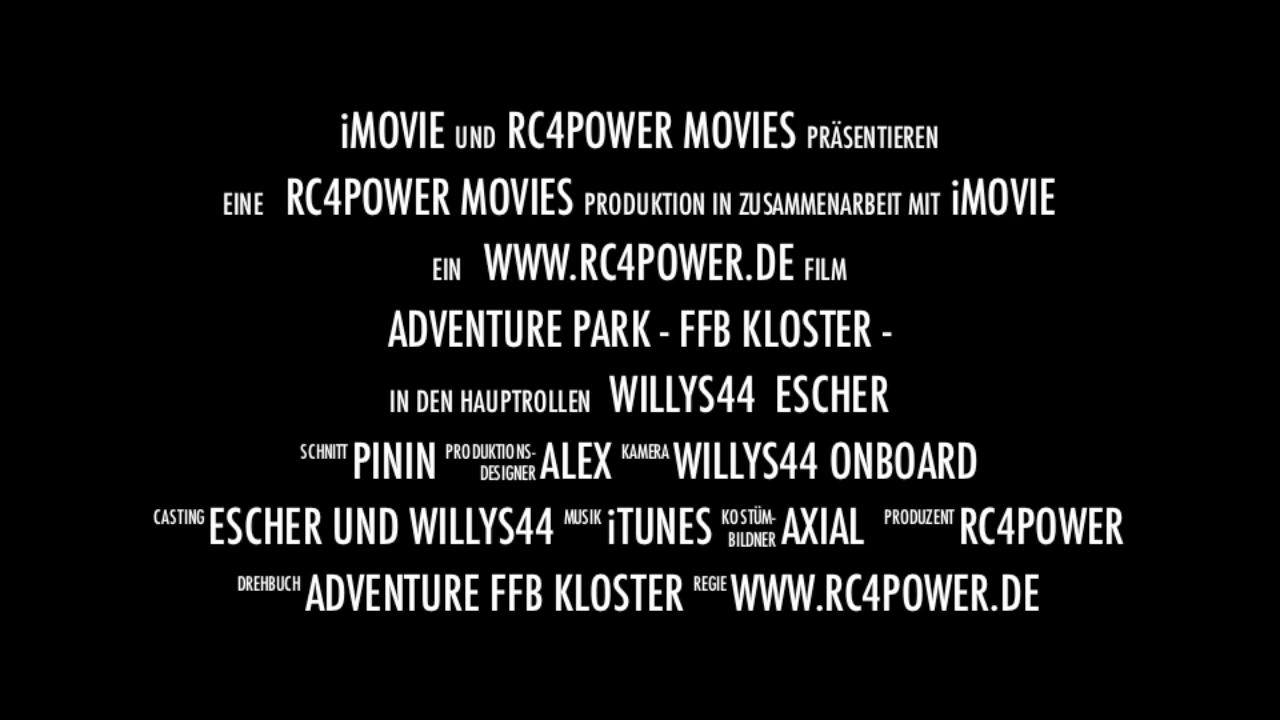 iMOVIE UND RC4POWER MOVIES PRÄSENTIEREN
EINE RC4POWER MOVIES PRODUKTION IN ZUSAMMENARBEIT MIT iMOVIE
EIN WWW.RC4POWER.DE FILM
ADVENTURE PARK - FFB KLOSTER -
IN DEN HAUPTROLLEN WILLYS44 ESCHER
SCHNITT PININ PRODUKTIONS-DESIGNER ALEX KAMERA WILLYS44 ONBOARD
CASTING ESCHER UND WILLYS44 MUSIK iTUNES KOSTÜM-BILDNER AXIAL PRODUZENT RC4POWER
DREHBUCH ADVENTURE FFB KLOSTER REGIE WWW.RC4POWER.DE